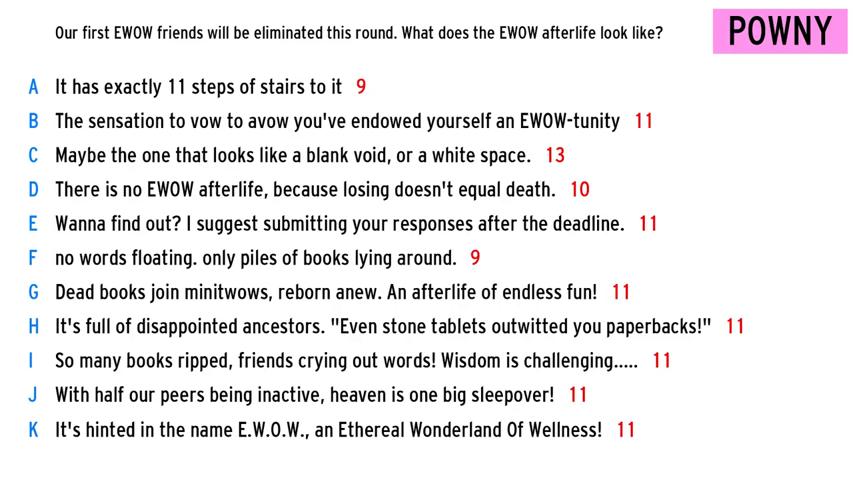 Our first EWOW friends will be eliminated this round. What does the EWOW afterlife look like?
POWNY
A It has exactly 11 steps of stairs to it 9
B The sensation to vow to avow you've endowed yourself an EWOW-tunity 11
C Maybe the one that looks like a blank void, or a white space. 13
D There is no EWOW afterlife, because losing doesn't equal death. 10
E Wanna find out? I suggest submitting your responses after the deadline. 11
F no words floating. only piles of books lying around. 9
G Dead books join minitwows, reborn anew. An afterlife of endless fun! 11
H It's full of disappointed ancestors. "Even stone tablets outwitted you paperbacks!" 11
I So many books ripped, friends crying out words! Wisdom is challenging..... 11
J With half our peers being inactive, heaven is one big sleepover! 11
K It's hinted in the name E.W.O.W., an Ethereal Wonderland Of Wellness! 11